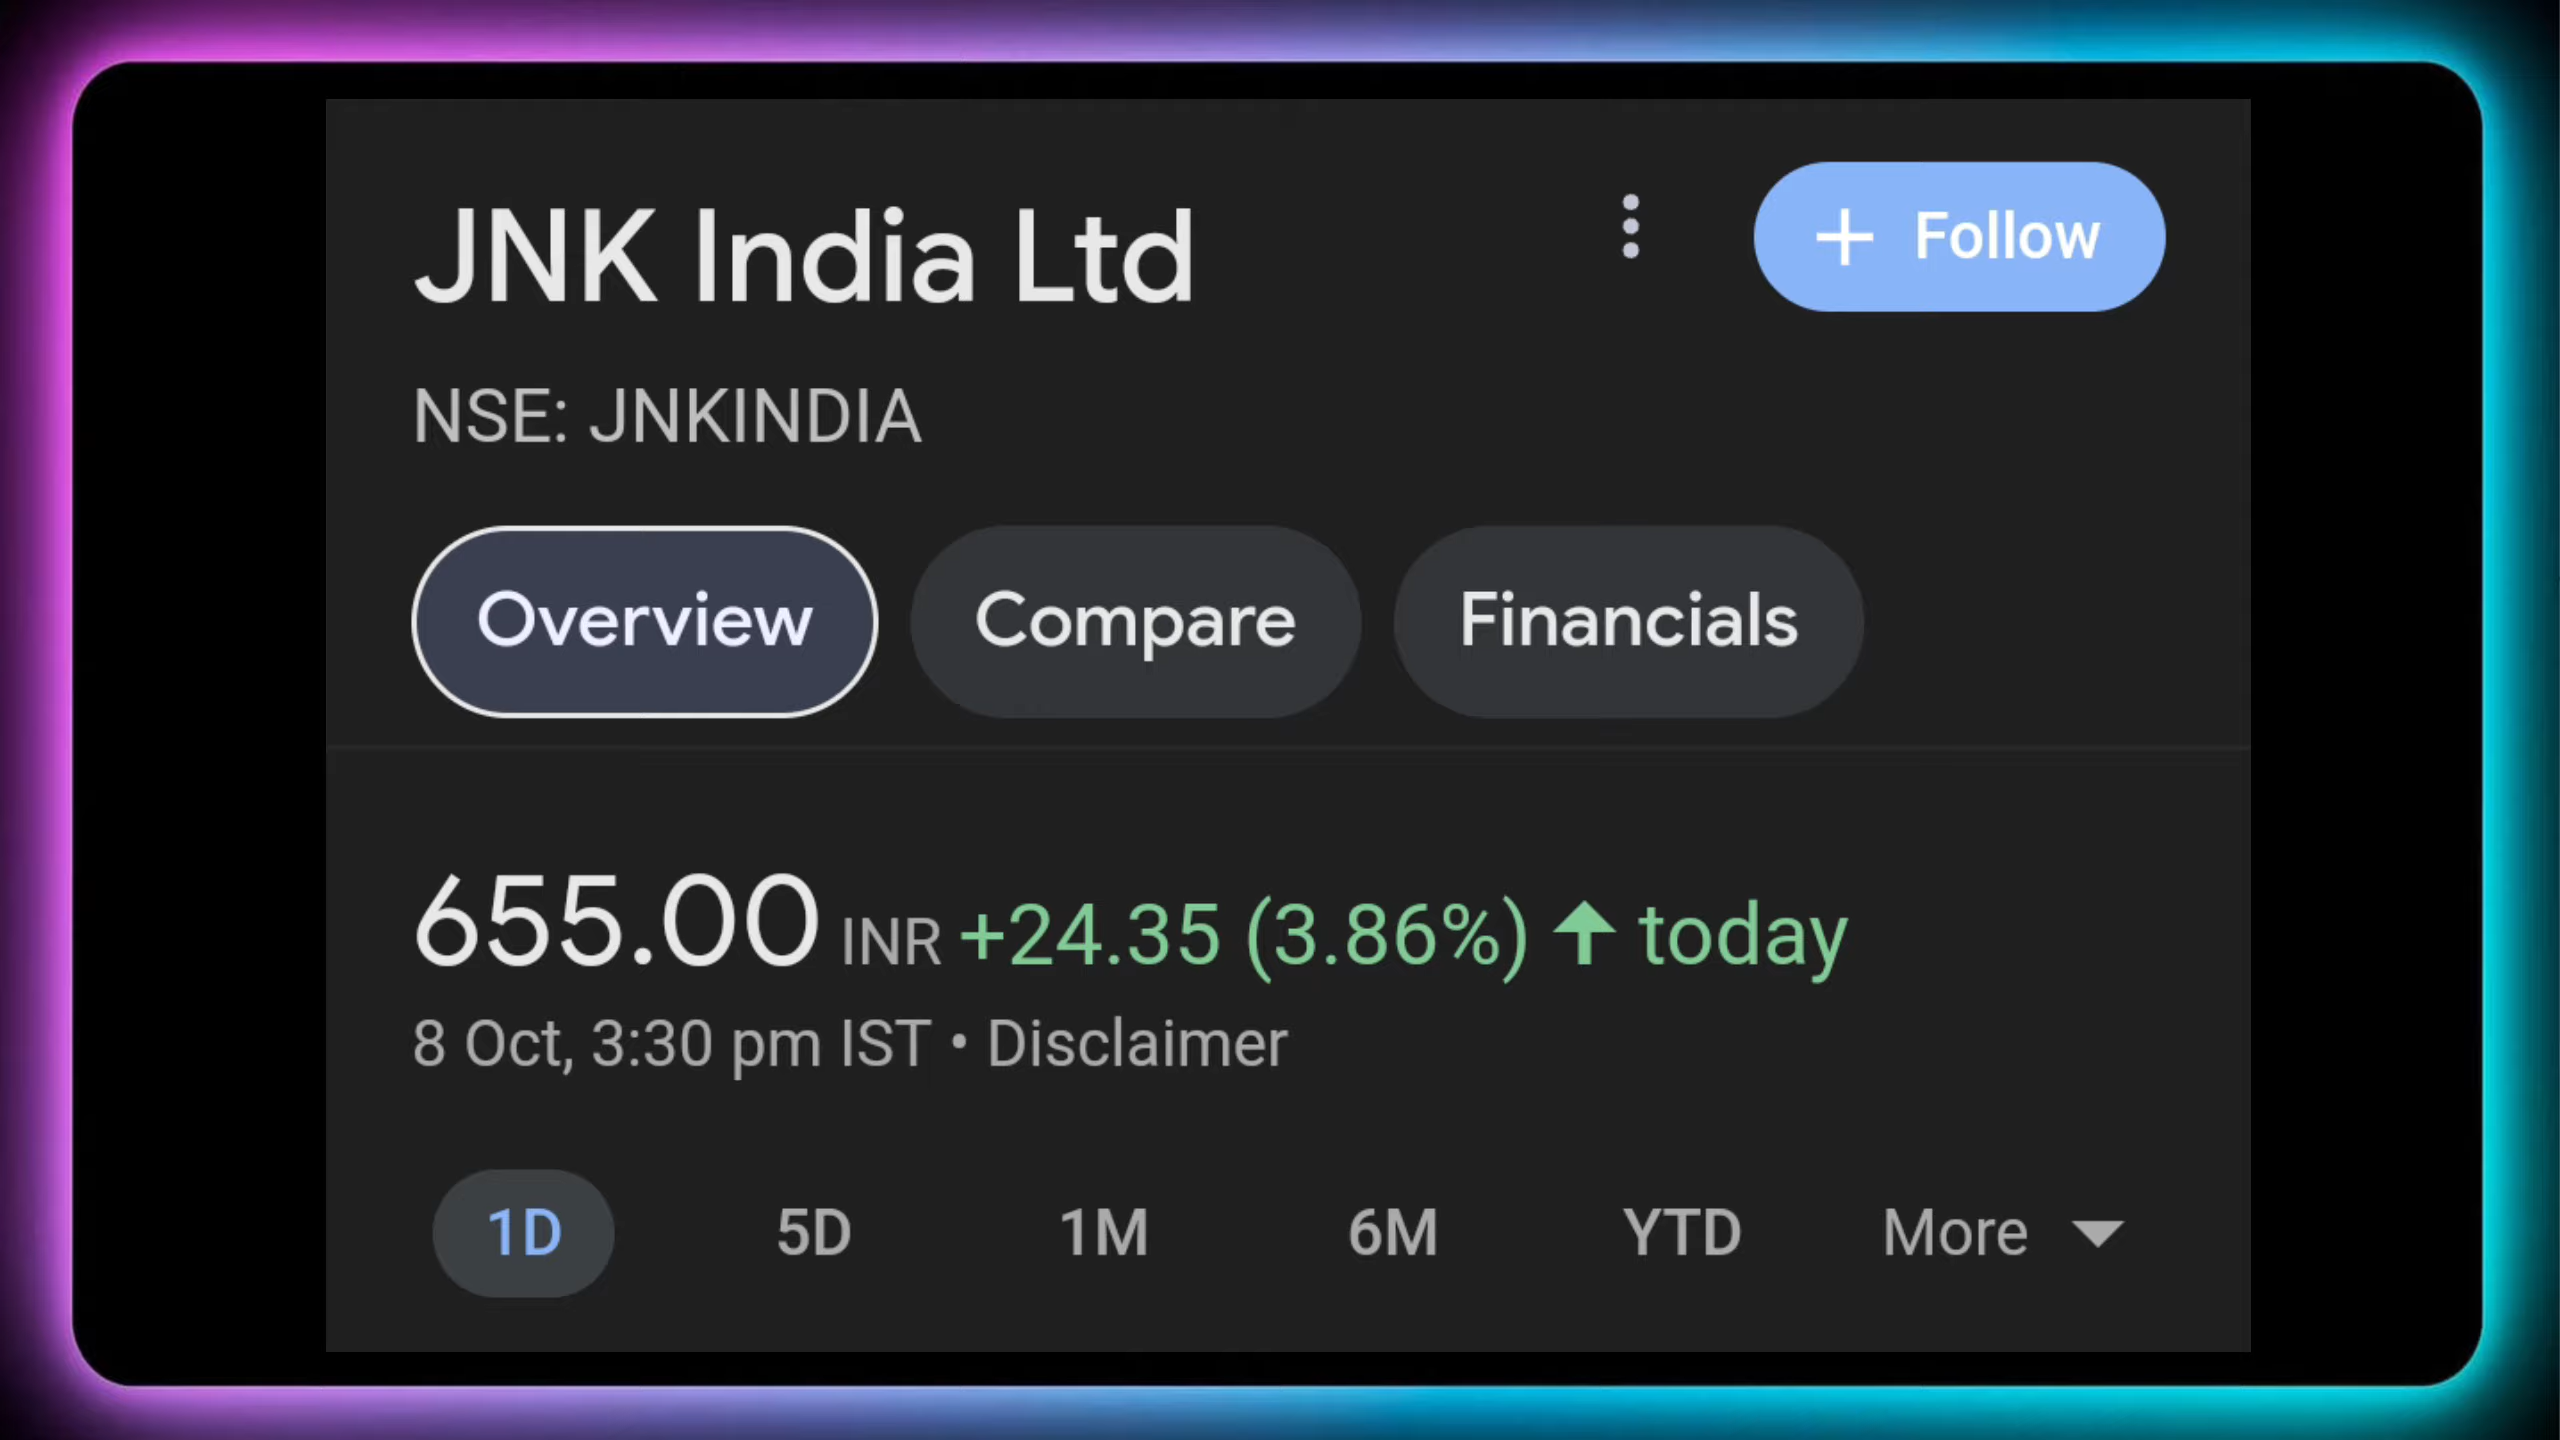 JNK India Ltd
+ Follow
NSE: JNKINDIA
Overview Compare Financials
655.00 INR +24.35 (3.86%) ↑ today
8 Oct, 3:30 pm IST • Disclaimer
1D 5D 1M 6M YTD More